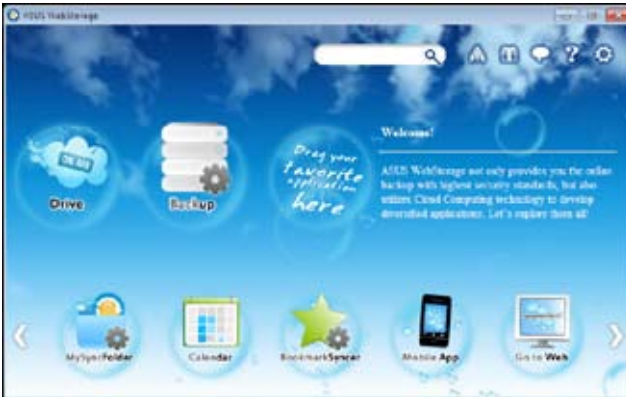 ASUS WebStorage
Welcome!
Drag your
favorite
application
here
ASUS WebStorage not only provides you the online
backup with highest security standards, but also
utilizes Cloud Computing technology to develop
diversified applications. Let's explore them all!
Drive
Backup
MySyncFolder
Calendar
BookmarkSyncer
Mobile App
Go to Web